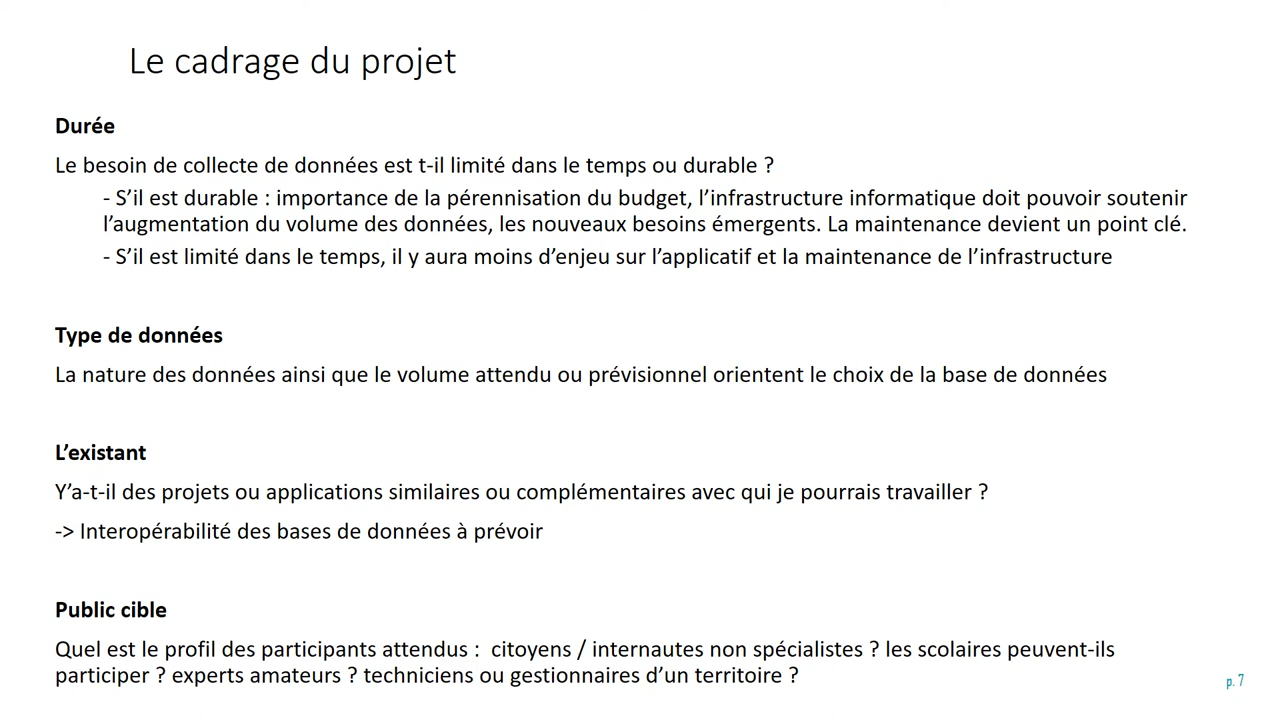 Le cadrage du projet
Durée
Le besoin de collecte de données est t-il limité dans le temps ou durable ?
- S’il est durable : importance de la pérennisation du budget, l’infrastructure informatique doit pouvoir soutenir
l’augmentation du volume des données, les nouveaux besoins émergents. La maintenance devient un point clé.
- S’il est limité dans le temps, il y aura moins d’enjeu sur l’applicatif et la maintenance de l’infrastructure
Type de données
La nature des données ainsi que le volume attendu ou prévisionnel orientent le choix de la base de données
L’existant
Y’a-t-il des projets ou applications similaires ou complémentaires avec qui je pourrais travailler ?
-> Interopérabilité des bases de données à prévoir
Public cible
Quel est le profil des participants attendus :  citoyens / internautes non spécialistes ? les scolaires peuvent-ils
participer ? experts amateurs ? techniciens ou gestionnaires d’un territoire ?
p. 7